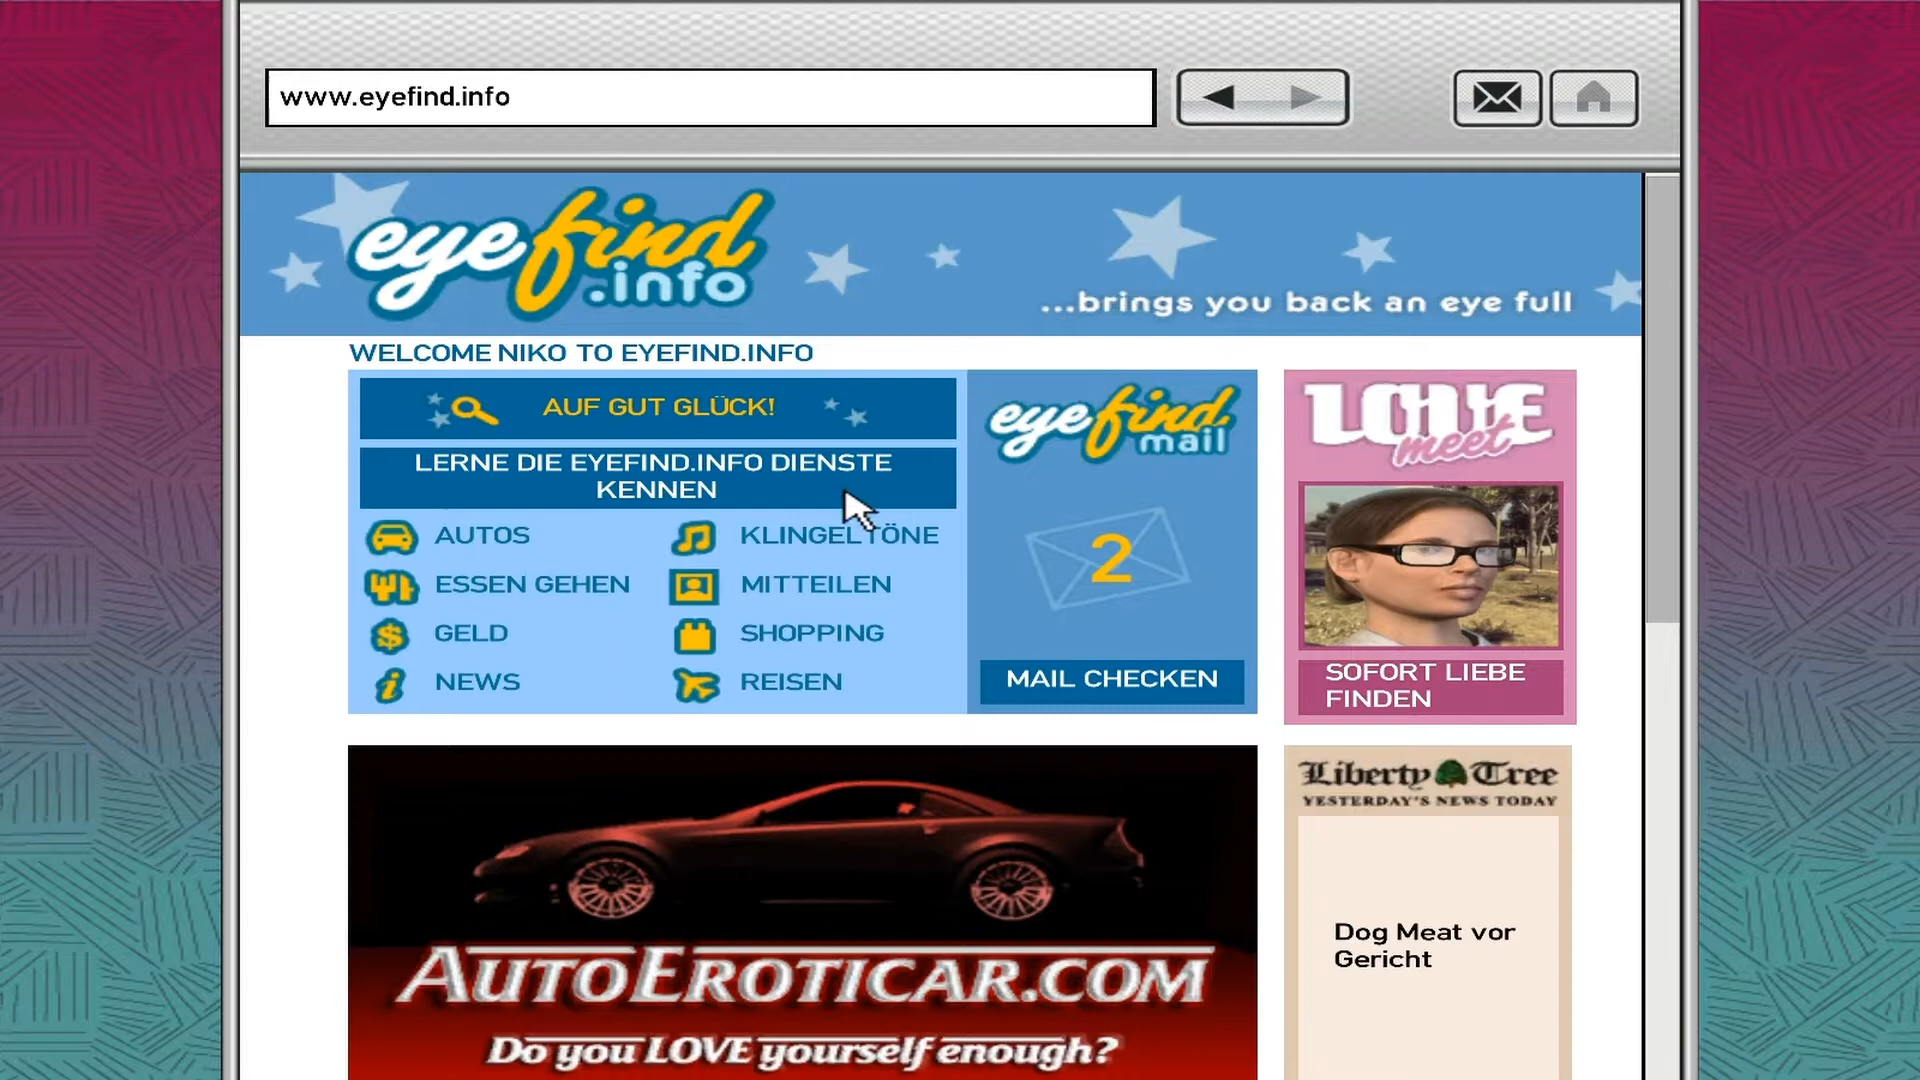 www.eyefind.info
eyefind.info
...brings you back an eye full
WELCOME NIKO TO EYEFIND.INFO
AUF GUT GLÜCK!
LERNE DIE EYEFIND.INFO DIENSTE
KENNEN
AUTOS
KLINGELTÖNE
ESSEN GEHEN
MITTEILEN
GELD
SHOPPING
NEWS
REISEN
eyefind
mail
2
MAIL CHECKEN
LOVE
meet
SOFORT LIEBE
FINDEN
AUTOEROTICAR.COM
Do you LOVE yourself enough?
Liberty Tree
YESTERDAY'S NEWS TODAY
Dog Meat vor
Gericht